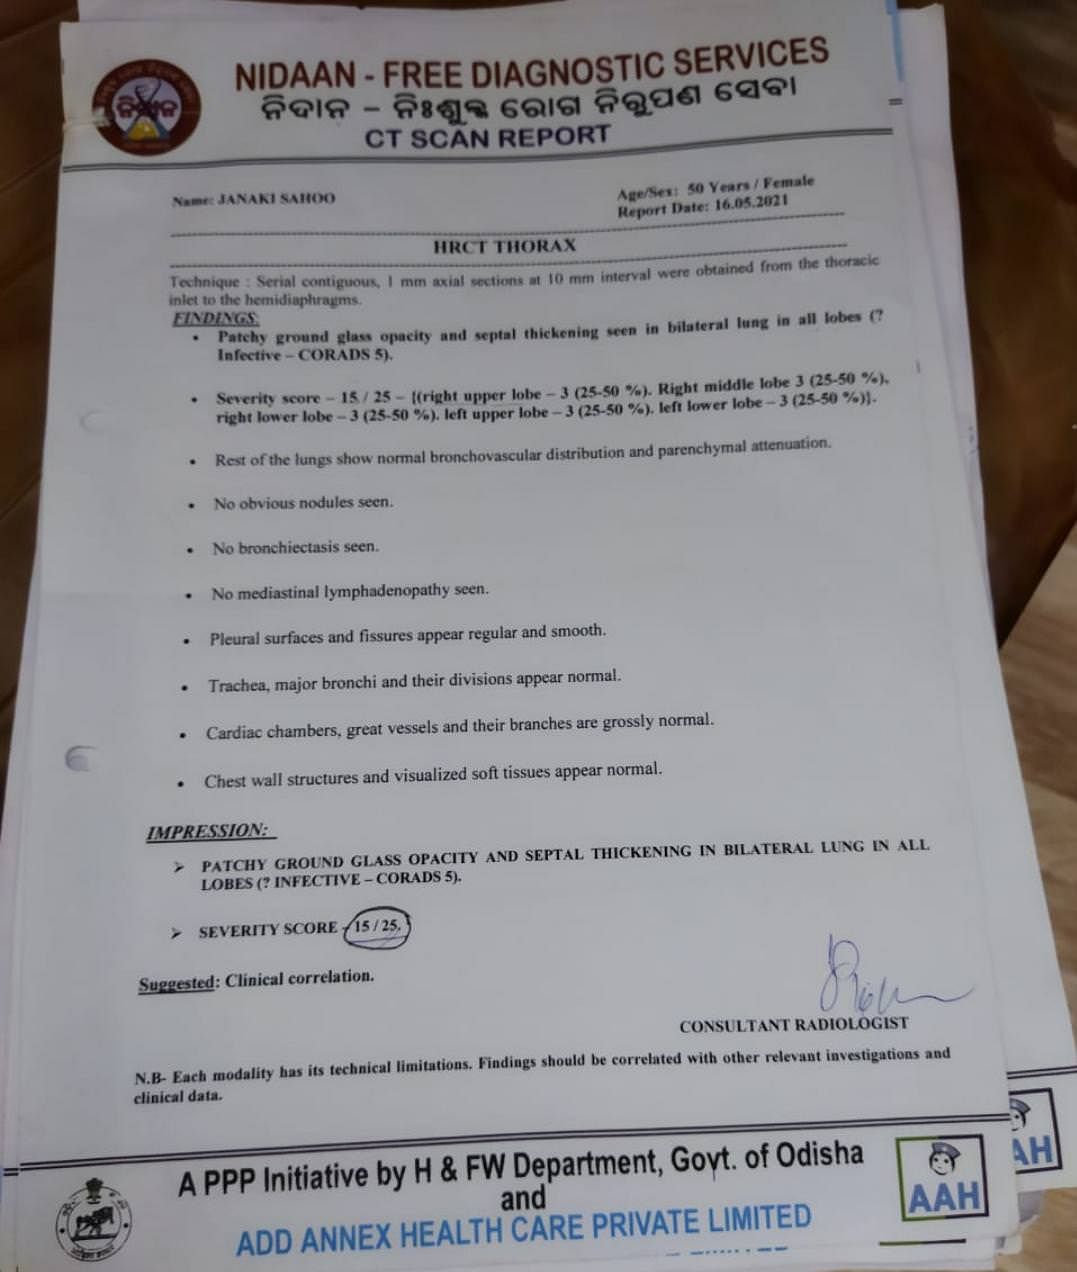 NIDAAN - FREE DIAGNOSTIC SERVICES
ନିଦାନ – ନିଃଶୁଳ୍କ ରୋଗ ନିରୁପଣ ସେବା
CT SCAN REPORT
Name: JANAKI SAHOO
Age/Sex: 50 Years / Female
Report Date: 16.05.2021
HRCT THORAX
Technique : Serial contiguous, 1 mm axial sections at 10 mm interval were obtained from the thoracic
inlet to the hemidiaphragms.
FINDINGS:
• Patchy ground glass opacity and septal thickening seen in bilateral lung in all lobes (?
Infective – CORADS 5).
• Severity score – 15 / 25 – {(right upper lobe – 3 (25-50 %). Right middle lobe 3 (25-50 %),
right lower lobe – 3 (25-50 %). left upper lobe – 3 (25-50 %). left lower lobe – 3 (25-50 %)}.
• Rest of the lungs show normal bronchovascular distribution and parenchymal attenuation.
• No obvious nodules seen.
• No bronchiectasis seen.
• No mediastinal lymphadenopathy seen.
• Pleural surfaces and fissures appear regular and smooth.
• Trachea, major bronchi and their divisions appear normal.
• Cardiac chambers, great vessels and their branches are grossly normal.
• Chest wall structures and visualized soft tissues appear normal.
IMPRESSION:
➢ PATCHY GROUND GLASS OPACITY AND SEPTAL THICKENING IN BILATERAL LUNG IN ALL
LOBES (? INFECTIVE – CORADS 5).
➢ SEVERITY SCORE - 15 / 25.
Suggested: Clinical correlation.
CONSULTANT RADIOLOGIST
N.B- Each modality has its technical limitations. Findings should be correlated with other relevant investigations and
clinical data.
A PPP Initiative by H & FW Department, Govt. of Odisha
and
ADD ANNEX HEALTH CARE PRIVATE LIMITED
AAH
AH